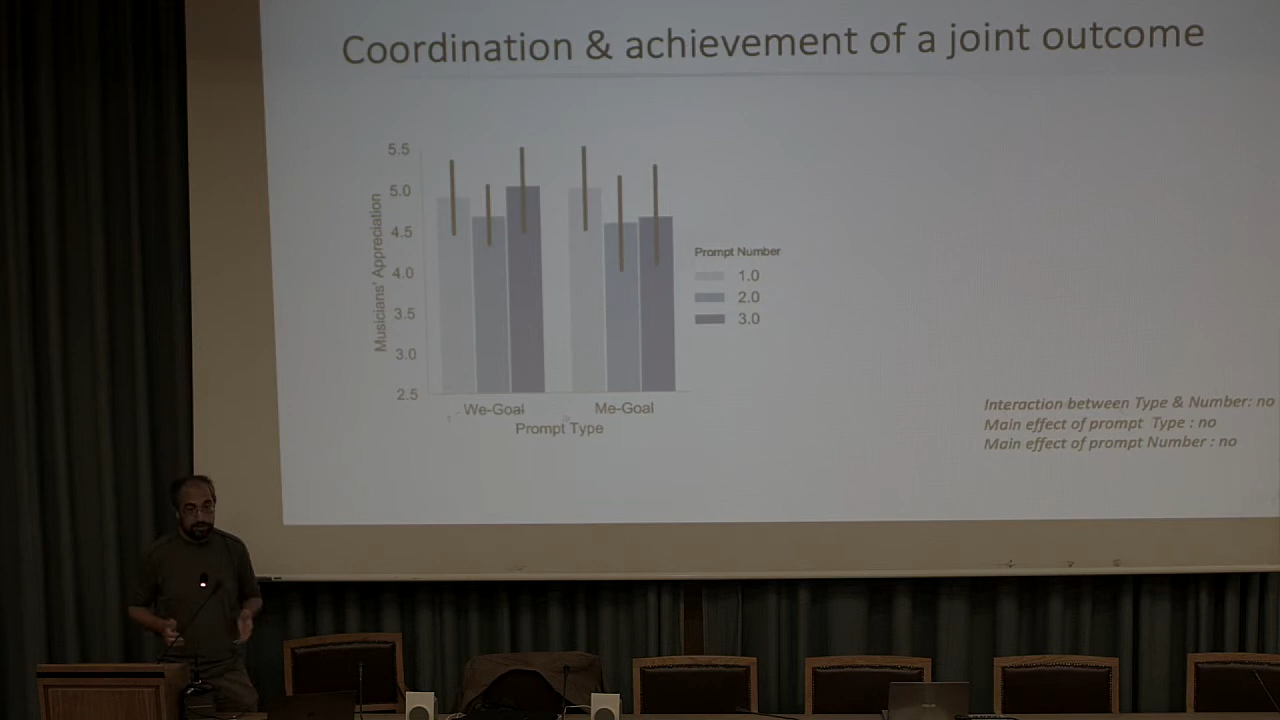 Coordination & achievement of a joint outcome
5.5
5.0
4.5
4.0
3.5
3.0
2.5
Musicians' Appreciation
We-Goal
Me-Goal
Prompt Type
Prompt Number
1.0
2.0
3.0
Interaction between Type & Number: no
Main effect of prompt Type : no
Main effect of prompt Number : no